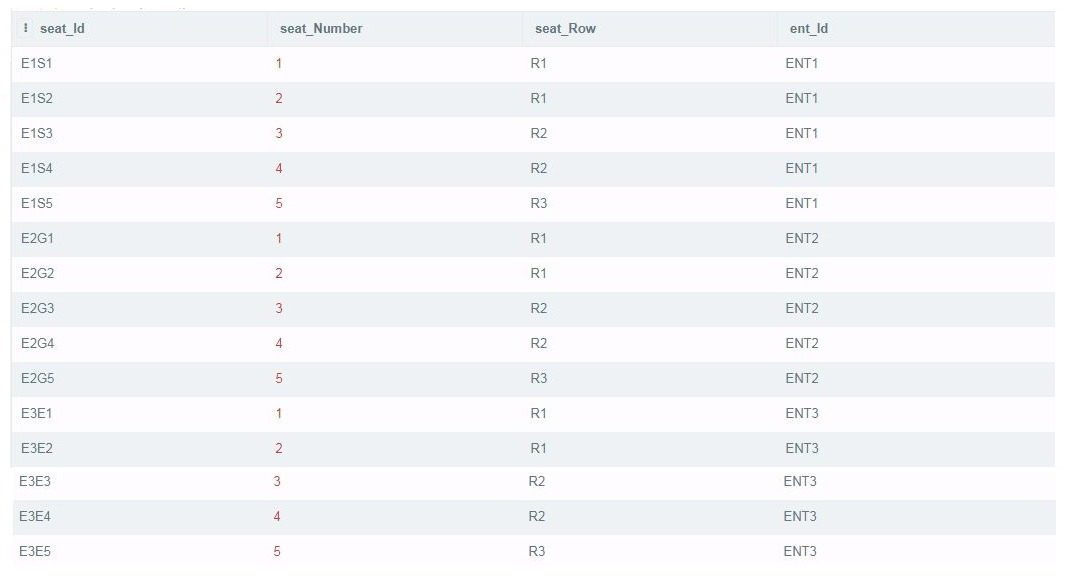 seat_Id seat_Number seat_Row ent_Id
E1S1 1 R1 ENT1
E1S2 2 R1 ENT1
E1S3 3 R2 ENT1
E1S4 4 R2 ENT1
E1S5 5 R3 ENT1
E2G1 1 R1 ENT2
E2G2 2 R1 ENT2
E2G3 3 R2 ENT2
E2G4 4 R2 ENT2
E2G5 5 R3 ENT2
E3E1 1 R1 ENT3
E3E2 2 R1 ENT3
E3E3 3 R2 ENT3
E3E4 4 R2 ENT3
E3E5 5 R3 ENT3